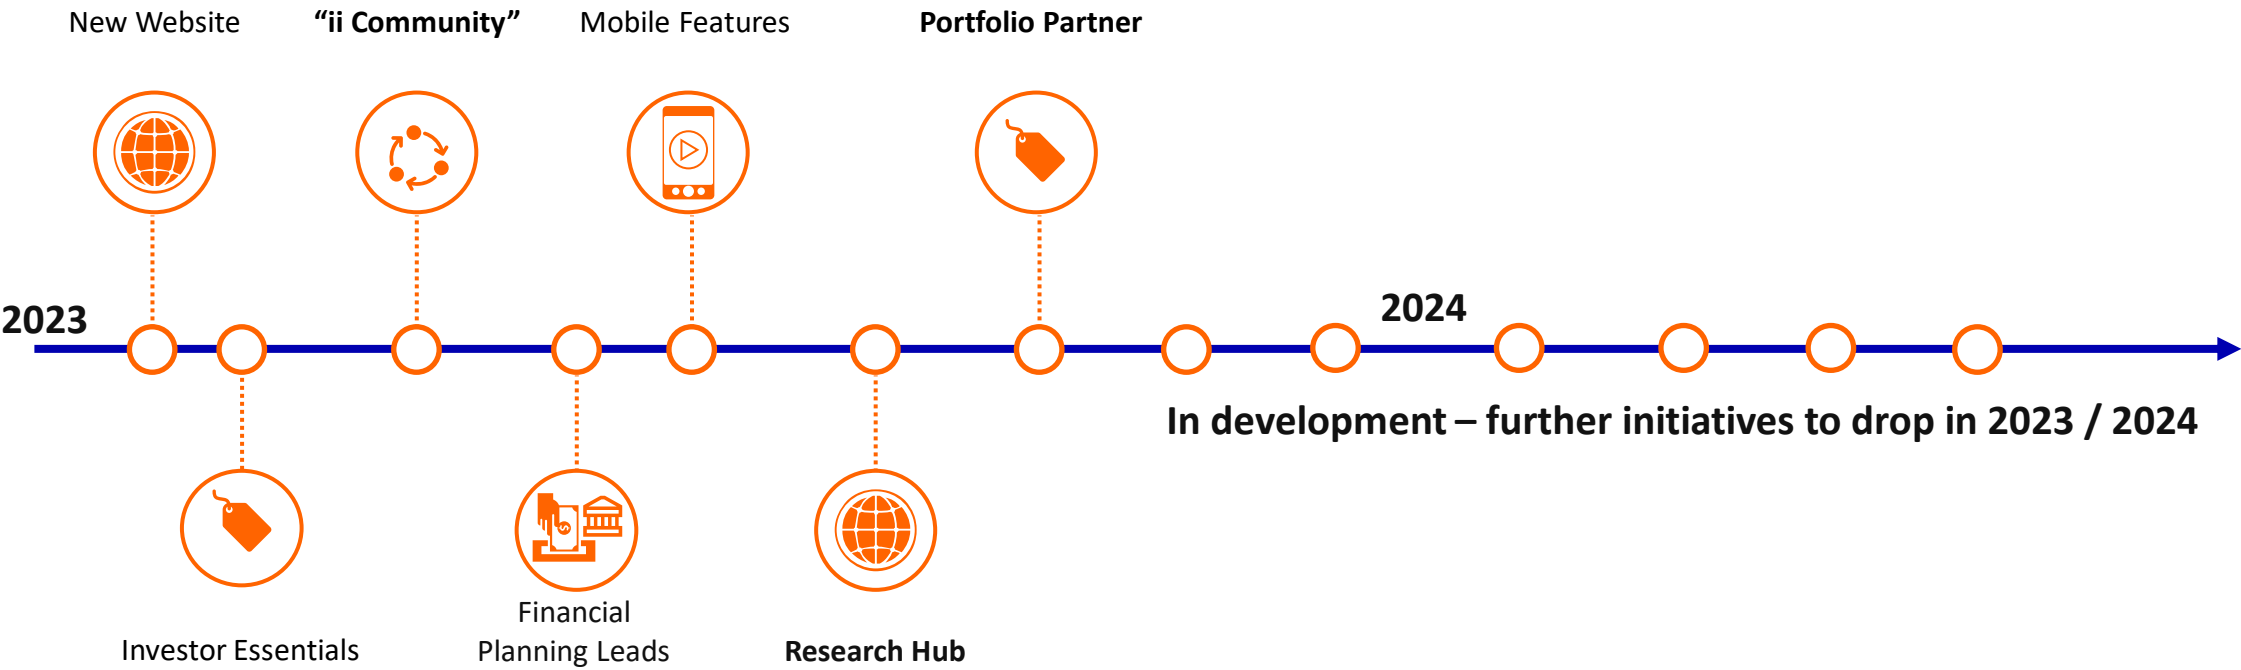 New Website
“ii Community”
Mobile Features
Portfolio Partner
2023
2024
In development – further initiatives to drop in 2023 / 2024
Investor Essentials
Financial
Planning Leads
Research Hub